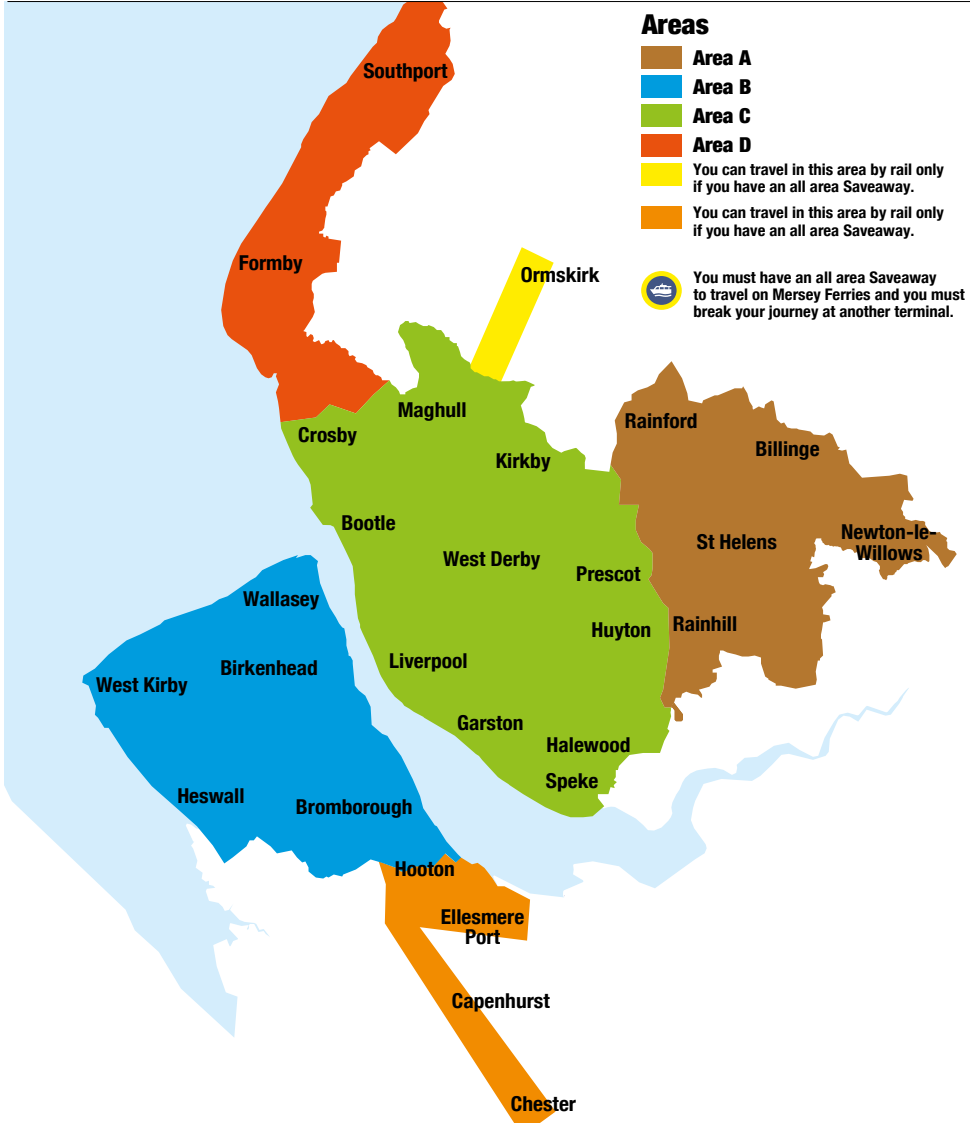 Areas
Area A
Area B
Area C
Area D
You can travel in this area by rail only
if you have an all area Saveaway.
You can travel in this area by rail only
if you have an all area Saveaway.
You must have an all area Saveaway
to travel on Mersey Ferries and you must
break your journey at another terminal.
Southport
Formby
Ormskirk
Crosby
Maghull
Kirkby
Rainford
Billinge
Bootle
West Derby
Prescot
St Helens
Newton-le-
Willows
Wallasey
Huyton
Rainhill
West Kirby
Birkenhead
Liverpool
Garston
Halewood
Speke
Heswall
Bromborough
Hooton
Ellesmere
Port
Capenhurst
Chester